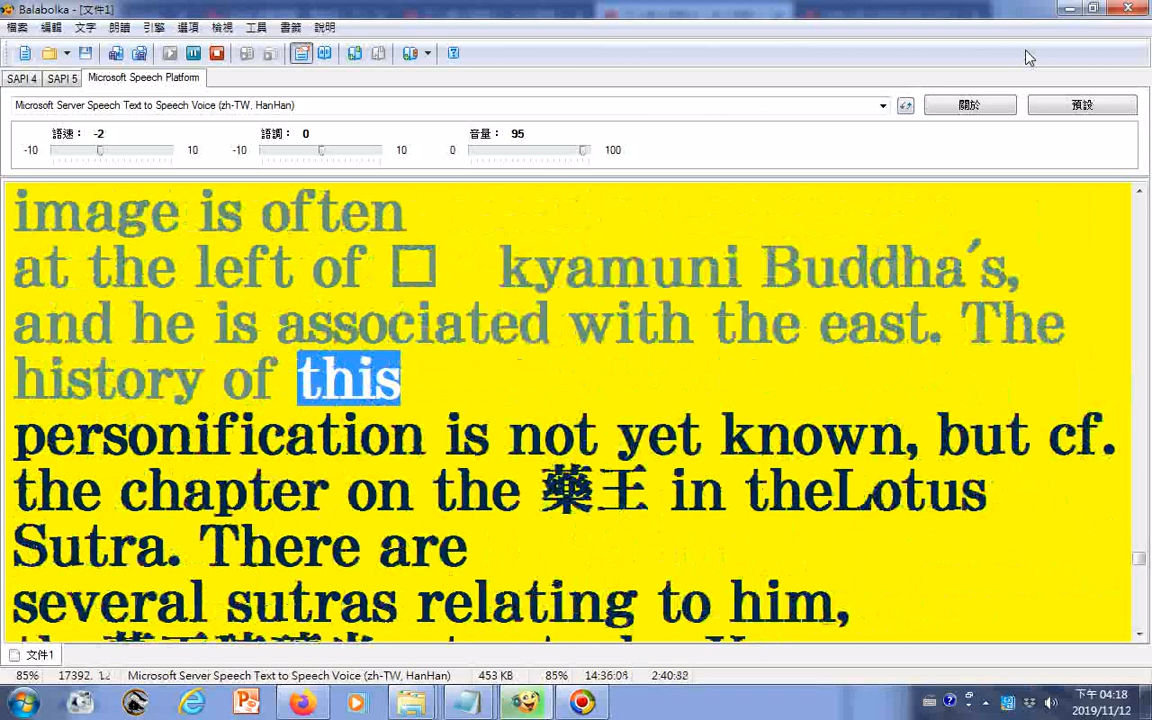 Balabolka - [文件1]
檔案 編輯 文字 朗讀 引擎 選項 檢視 工具 書籤 說明
SAPI 4 SAPI 5 Microsoft Speech Platform
Microsoft Server Speech Text to Speech Voice (zh-TW, HanHan)
關於 預設
語速： -2 語調： 0 音量： 95
-10 10 -10 10 0 100
image is often
at the left of □ kyamuni Buddha´s,
and he is associated with the east. The
history of this
personification is not yet known, but cf.
the chapter on the 藥王 in theLotus
Sutra. There are
several sutras relating to him,
文件1
85% 17392, 12 Microsoft Server Speech Text to Speech Voice (zh-TW, HanHan) 453 KB 85% 14:36:08 2:40:32
下午 04:18
2019/11/12